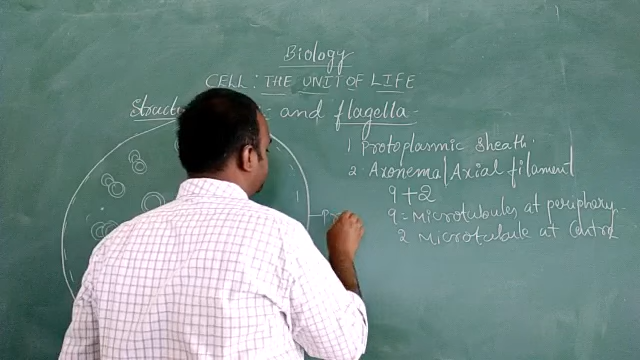 Biology
CELL: THE UNIT OF LIFE
and flagella
1 Protoplasmic Sheath.
2. Axonema/Axial filament
9+2
9 = Microtubules at periphery
2 Microtubule at Central